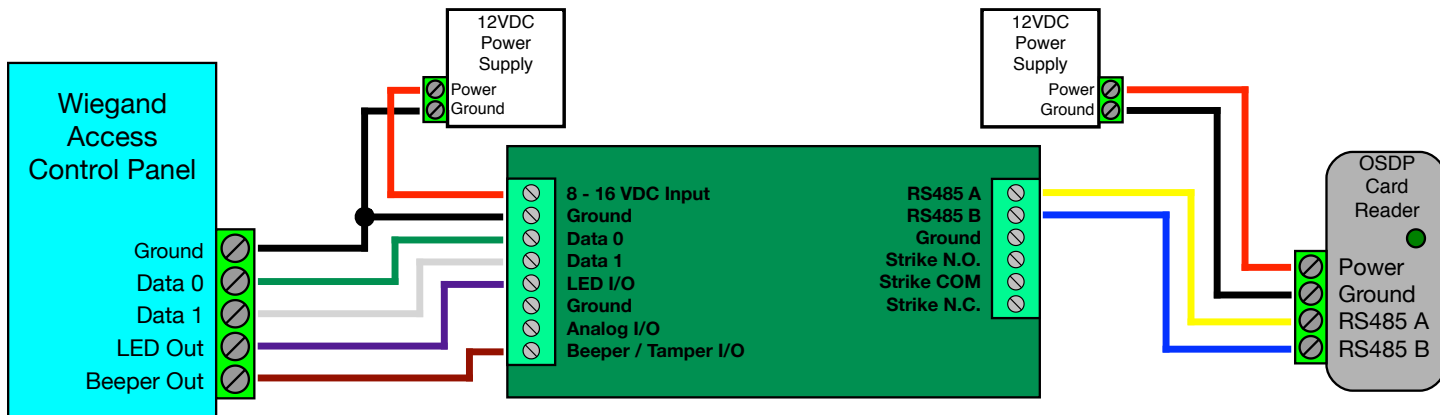 12VDC
Power
Supply
Power
Ground
12VDC
Power
Supply
Power
Ground
Wiegand
Access
Control Panel
Ground
Data 0
Data 1
LED Out
Beeper Out
8 - 16 VDC Input
Ground
Data 0
Data 1
LED I/O
Ground
Analog I/O
Beeper / Tamper I/O
RS485 A
RS485 B
Ground
Strike N.O.
Strike COM
Strike N.C.
OSDP
Card
Reader
Power
Ground
RS485 A
RS485 B